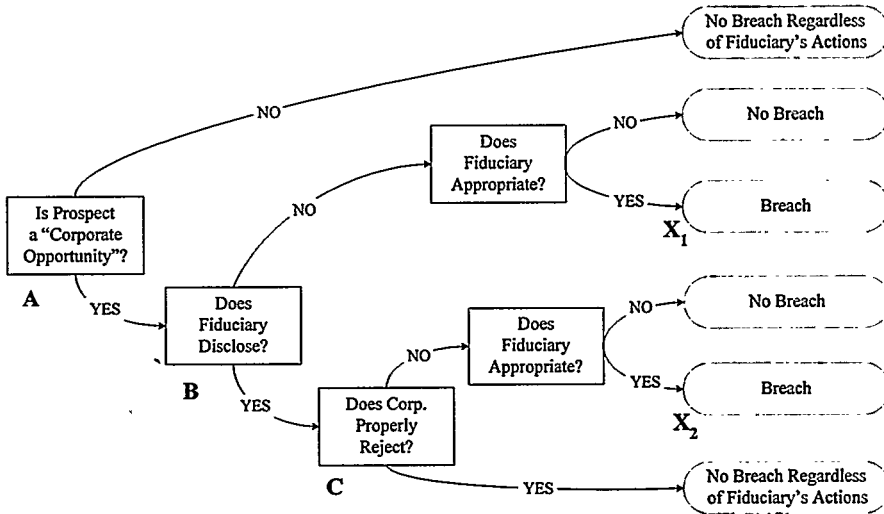 No Breach Regardless
of Fiduciary's Actions
NO
Does
Fiduciary
Appropriate?
NO
No Breach
YES
Breach
X1
NO
Is Prospect
a “Corporate
Opportunity”?
A
YES
Does
Fiduciary
Disclose?
B
NO
Does
Fiduciary
Appropriate?
NO
No Breach
YES
Breach
X2
YES
Does Corp.
Properly
Reject?
C
YES
No Breach Regardless
of Fiduciary's Actions